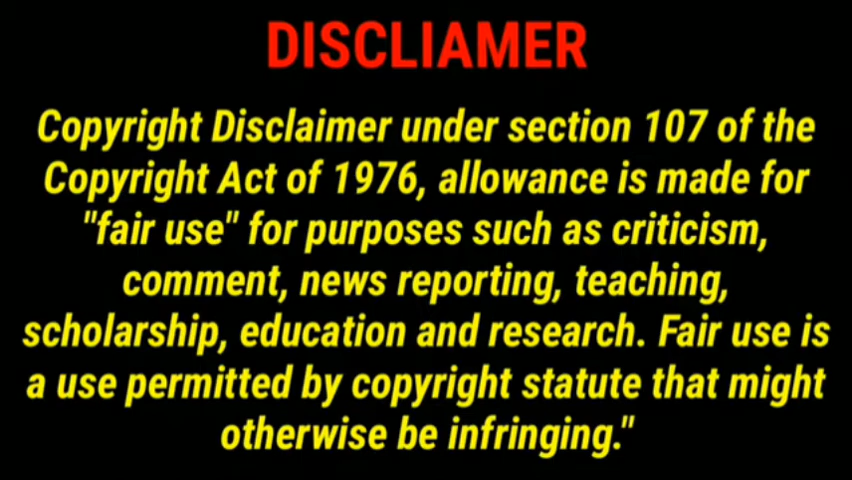 DISCLIAMER
Copyright Disclaimer under section 107 of the
Copyright Act of 1976, allowance is made for
"fair use" for purposes such as criticism,
comment, news reporting, teaching,
scholarship, education and research. Fair use is
a use permitted by copyright statute that might
otherwise be infringing."